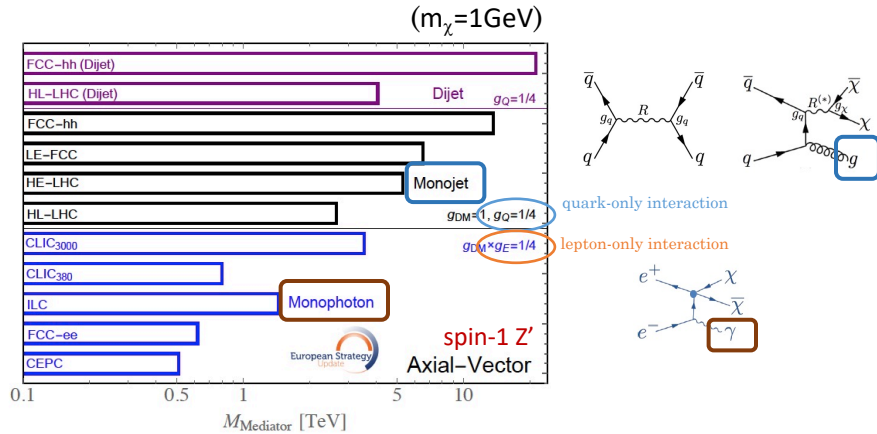 (mχ=1GeV)
FCC-hh (Dijet)
HL-LHC (Dijet)
Dijet
gQ=1/4
FCC-hh
LE-FCC
HE-LHC
Monojet
HL-LHC
gDM=1, gQ=1/4
quark-only interaction
CLIC3000
gDM×gE=1/4
lepton-only interaction
CLIC380
ILC
Monophoton
FCC-ee
European Strategy
Update
spin-1 Z'
CEPC
Axial-Vector
0.1 0.5 1 5 10
MMediator [TeV]
q̅ q̅
R
gq gq
q q
q̅ χ̅
R(*) gχ
gq χ
q g
e+ χ
χ̅
e− γ